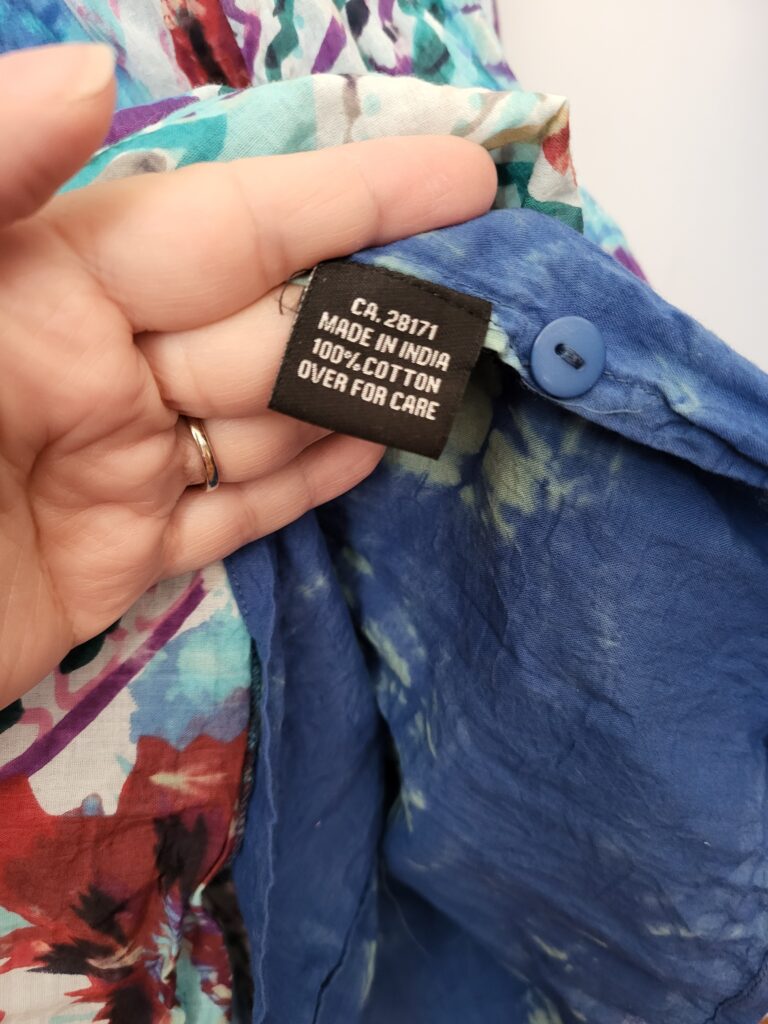 CA. 28171
MADE IN INDIA
100% COTTON
OVER FOR CARE